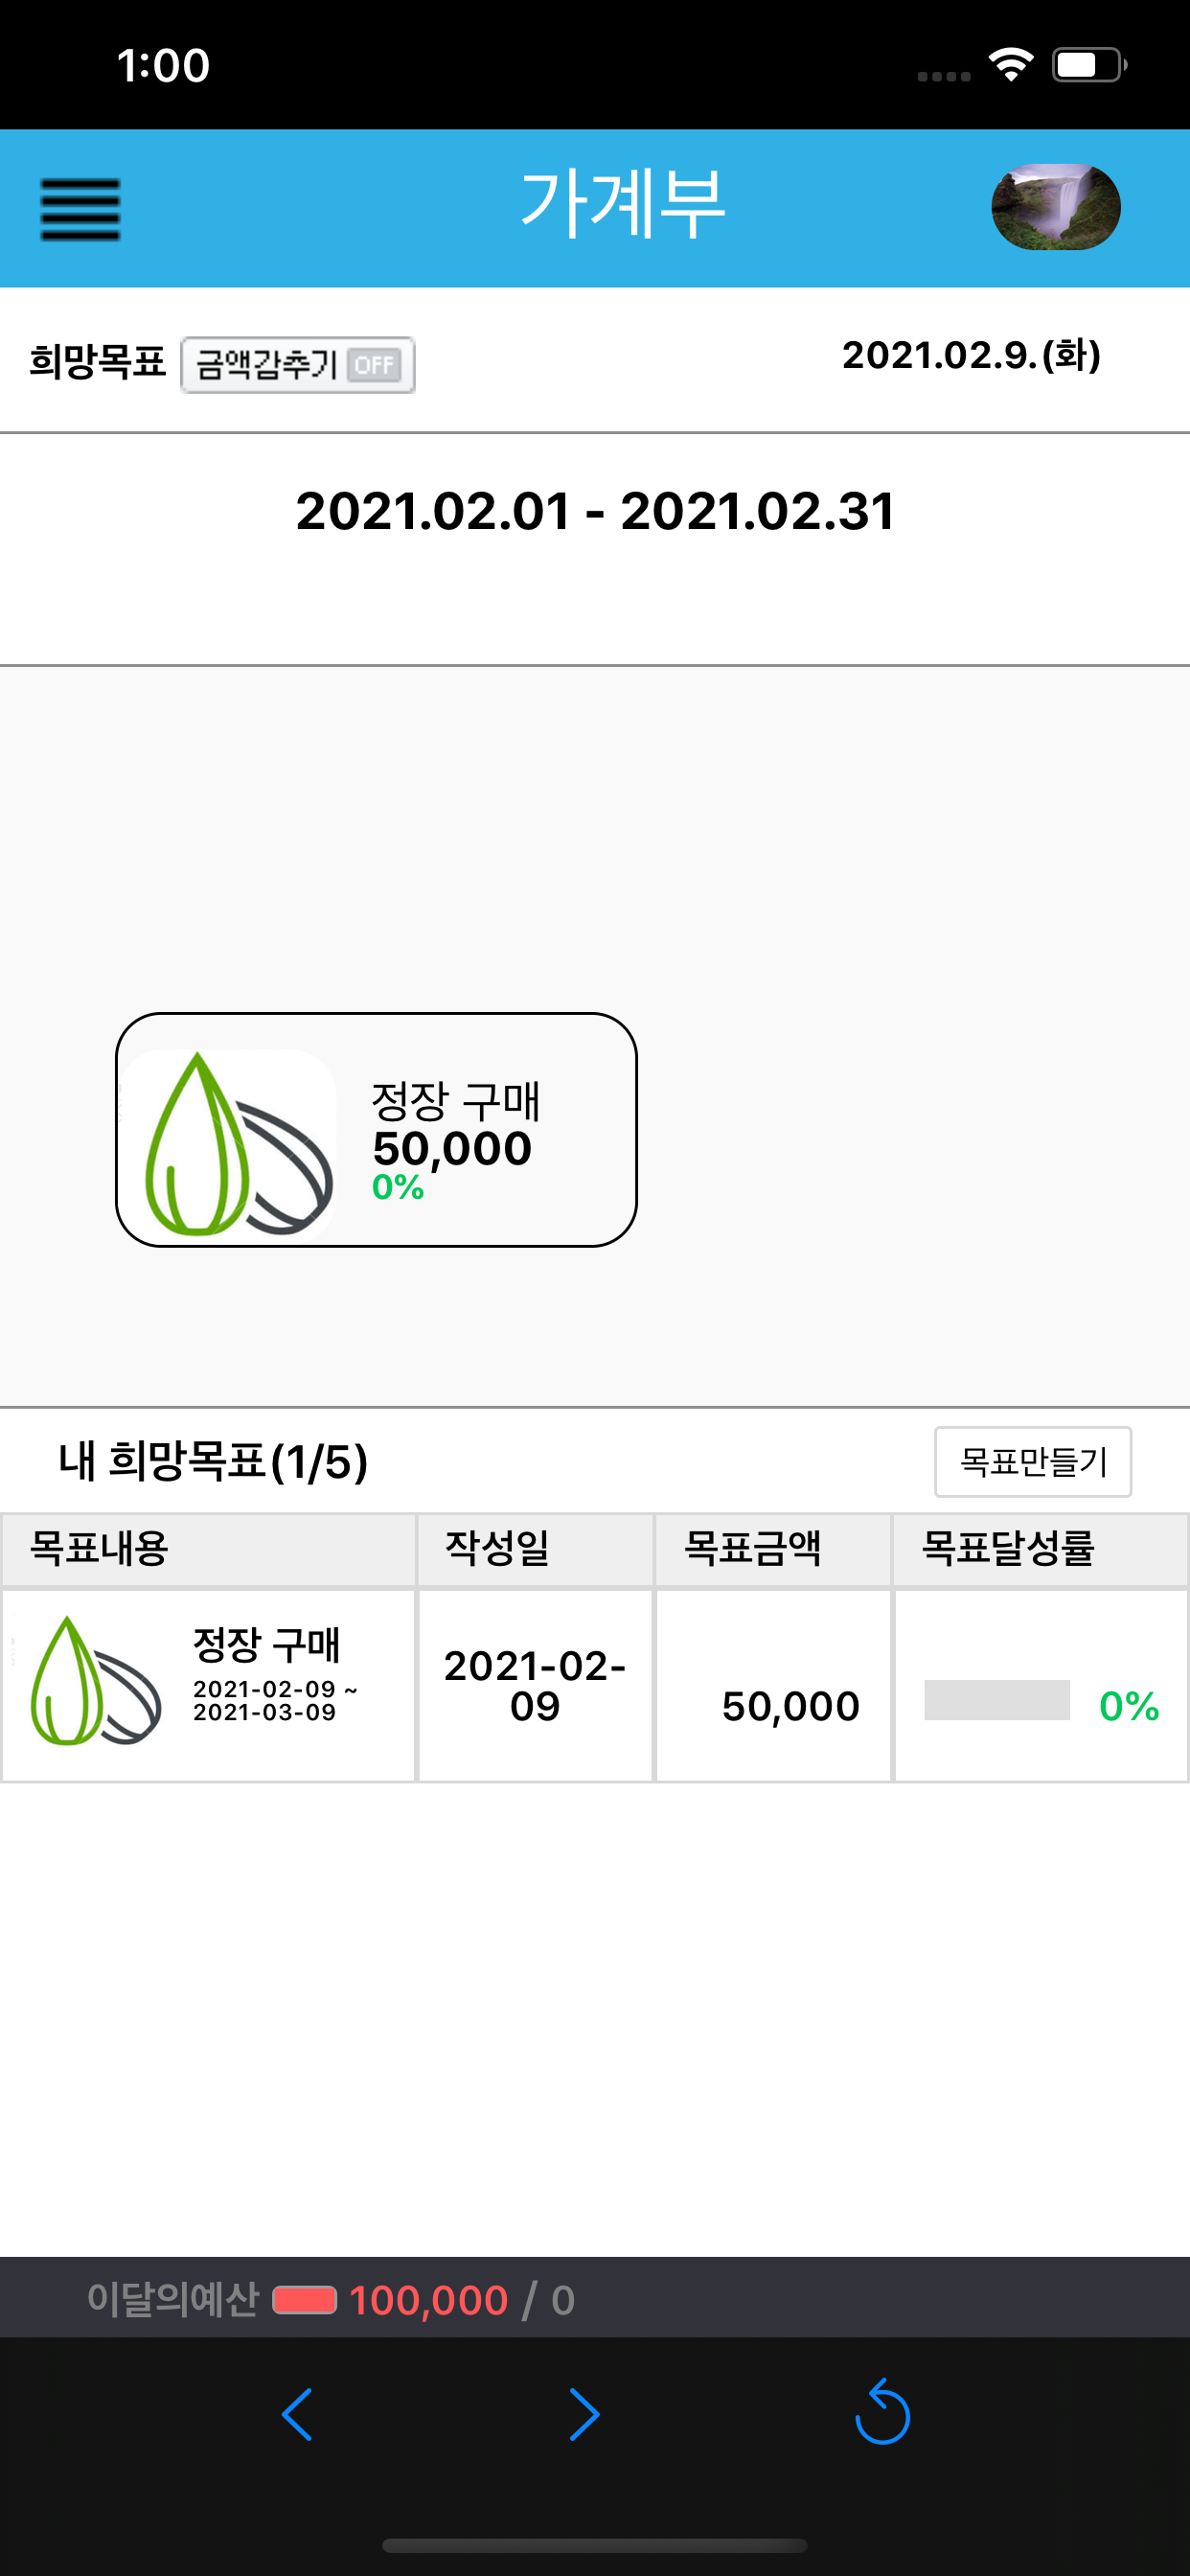 1:00
가계부
희망목표 금액감추기 OFF 2021.02.9.(화)
2021.02.01 - 2021.02.31
정장 구매
50,000
0%
내 희망목표(1/5) 목표만들기
목표내용 작성일 목표금액 목표달성률
정장 구매
2021-02-09 ~
2021-03-09
2021-02-
09
50,000
0%
이달의예산 100,000 / 0